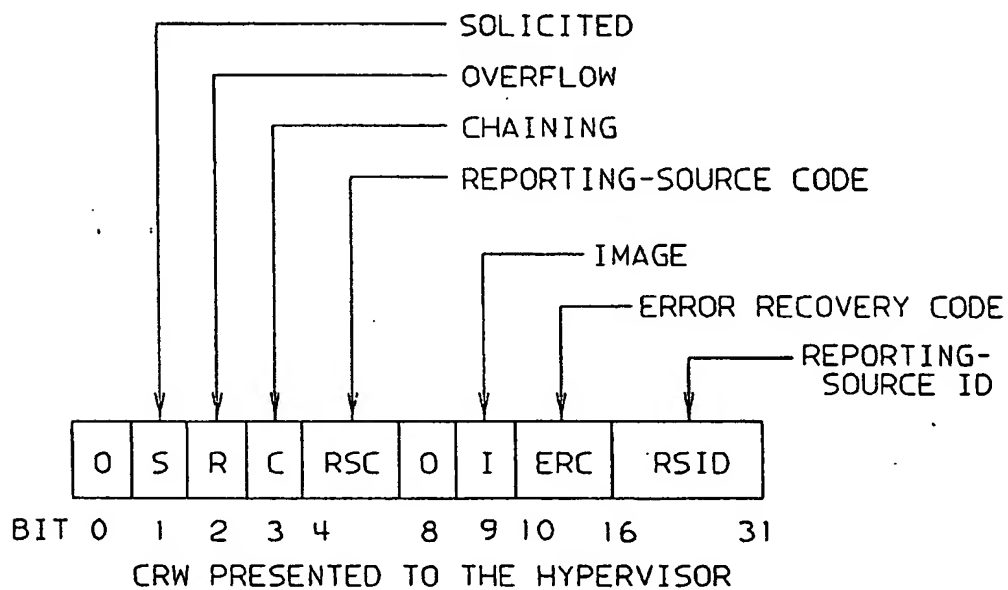 SOLICITED
OVERFLOW
CHAINING
REPORTING-SOURCE CODE
IMAGE
ERROR RECOVERY CODE
REPORTING-
SOURCE ID
0 S R C RSC 0 I ERC RSID
BIT 0 1 2 3 4 8 9 10 16 31
CRW PRESENTED TO THE HYPERVISOR